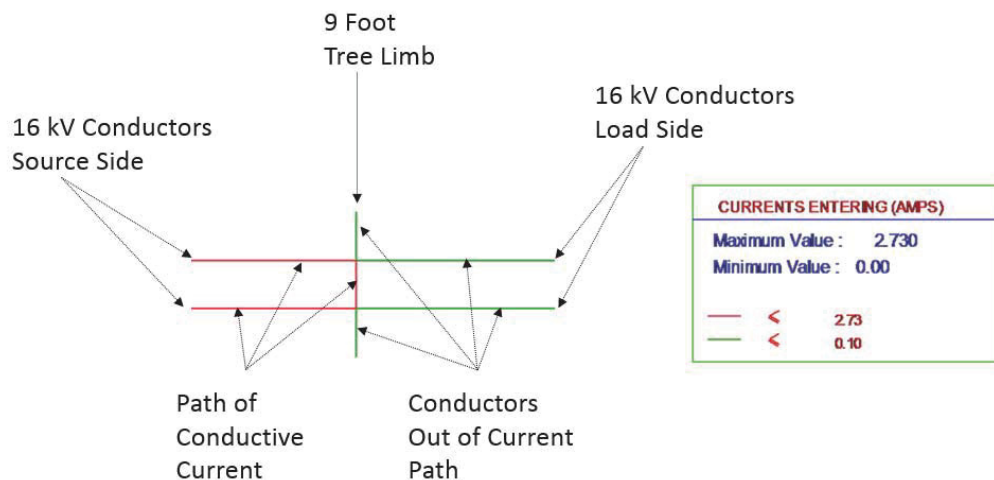 9 Foot
Tree Limb
16 kV Conductors
Source Side
16 kV Conductors
Load Side
CURRENTS ENTERING (AMPS)
Maximum Value : 2.730
Minimum Value : 0.00
< 2.73
< 0.10
Path of
Conductive
Current
Conductors
Out of Current
Path